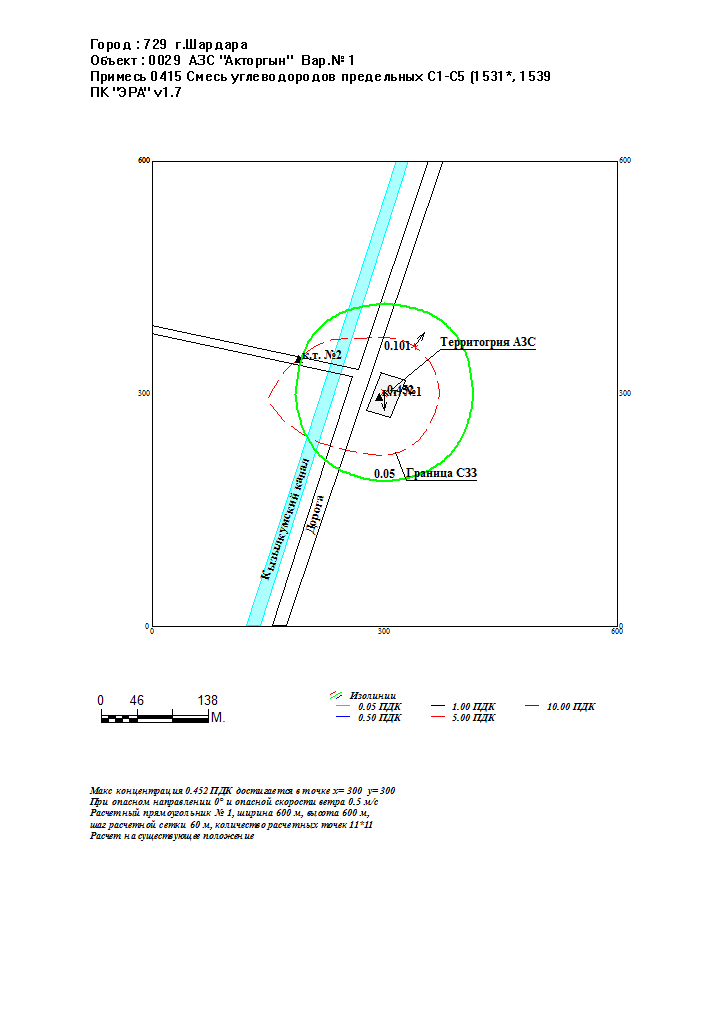 Город : 729 г.Шардара
Объект : 0029 АЗС "Акторгын" Вар.№ 1
Примесь 0415 Смесь углеводородов предельных С1-С5 (1531*, 1539
ПК "ЭРА" v1.7
600
600
0.101
Территогрия АЗС
к.т. №2
300
300
0.452
к.т. №1
0.05
Граница СЗЗ
Кызылкумский канал
Дорога
0
0
300
600
0 46 138
М.
Изолинии
0.05 ПДК 1.00 ПДК 10.00 ПДК
0.50 ПДК 5.00 ПДК
Макс концентрация 0.452 ПДК достигается в точке x= 300 y= 300
При опасном направлении 0° и опасной скорости ветра 0.5 м/с
Расчетный прямоугольник № 1, ширина 600 м, высота 600 м,
шаг расчетной сетки 60 м, количество расчетных точек 11*11
Расчет на существующее положение